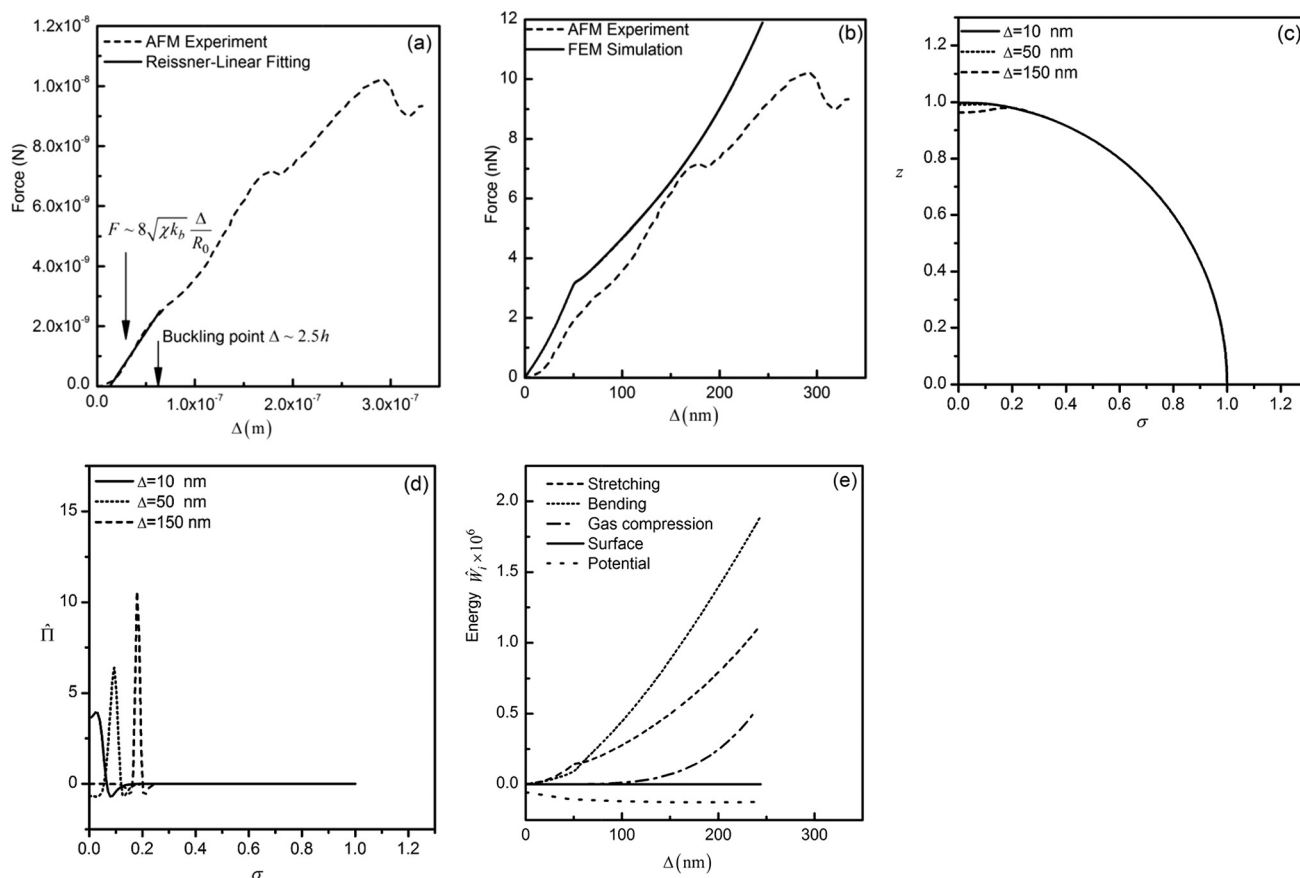 (a)
AFM Experiment
Reissner-Linear Fitting
Force (N)
1.2x10⁻⁸
1.0x10⁻⁸
8.0x10⁻⁹
6.0x10⁻⁹
4.0x10⁻⁹
2.0x10⁻⁹
0.0
F ~ 8√χk_b Δ/R₀
Buckling point Δ ~ 2.5h
0.0 1.0x10⁻⁷ 2.0x10⁻⁷ 3.0x10⁻⁷
Δ(m)
(b)
AFM Experiment
FEM Simulation
Force (nN)
12
10
8
6
4
2
0
0 100 200 300
Δ(nm)
(c)
Δ=10 nm
Δ=50 nm
Δ=150 nm
z
1.2
1.0
0.8
0.6
0.4
0.2
0.0
0.0 0.2 0.4 0.6 0.8 1.0 1.2
σ
(d)
Δ=10 nm
Δ=50 nm
Δ=150 nm
Π̂
15
10
5
0
0.0 0.2 0.4 0.6 0.8 1.0 1.2
σ
(e)
Stretching
Bending
Gas compression
Surface
Potential
Energy Ŵᵢ×10⁶
2.0
1.5
1.0
0.5
0.0
0 100 200 300
Δ(nm)